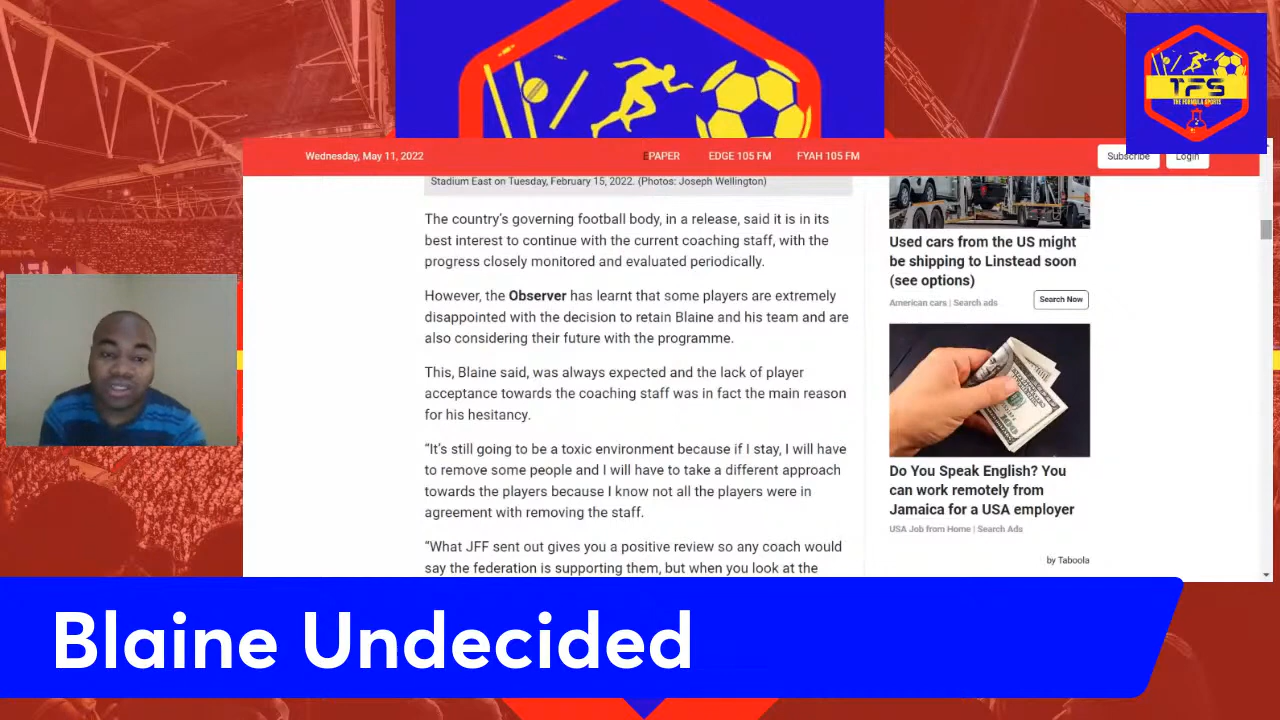 TFS
THE FORMULA SPORTS
Wednesday, May 11, 2022
EPAPER
EDGE 105 FM
FYAH 105 FM
Subscribe
Login
Stadium East on Tuesday, February 15, 2022. (Photos: Joseph Wellington)
The country's governing football body, in a release, said it is in its
best interest to continue with the current coaching staff, with the
progress closely monitored and evaluated periodically.
However, the Observer has learnt that some players are extremely
disappointed with the decision to retain Blaine and his team and are
also considering their future with the programme.
This, Blaine said, was always expected and the lack of player
acceptance towards the coaching staff was in fact the main reason
for his hesitancy.
“It's still going to be a toxic environment because if I stay, I will have
to remove some people and I will have to take a different approach
towards the players because I know not all the players were in
agreement with removing the staff.
“What JFF sent out gives you a positive review so any coach would
say the federation is supporting them, but when you look at the
Used cars from the US might
be shipping to Linstead soon
(see options)
American cars | Search ads
Search Now
Do You Speak English? You
can work remotely from
Jamaica for a USA employer
USA Job from Home | Search Ads
by Taboola
Blaine Undecided